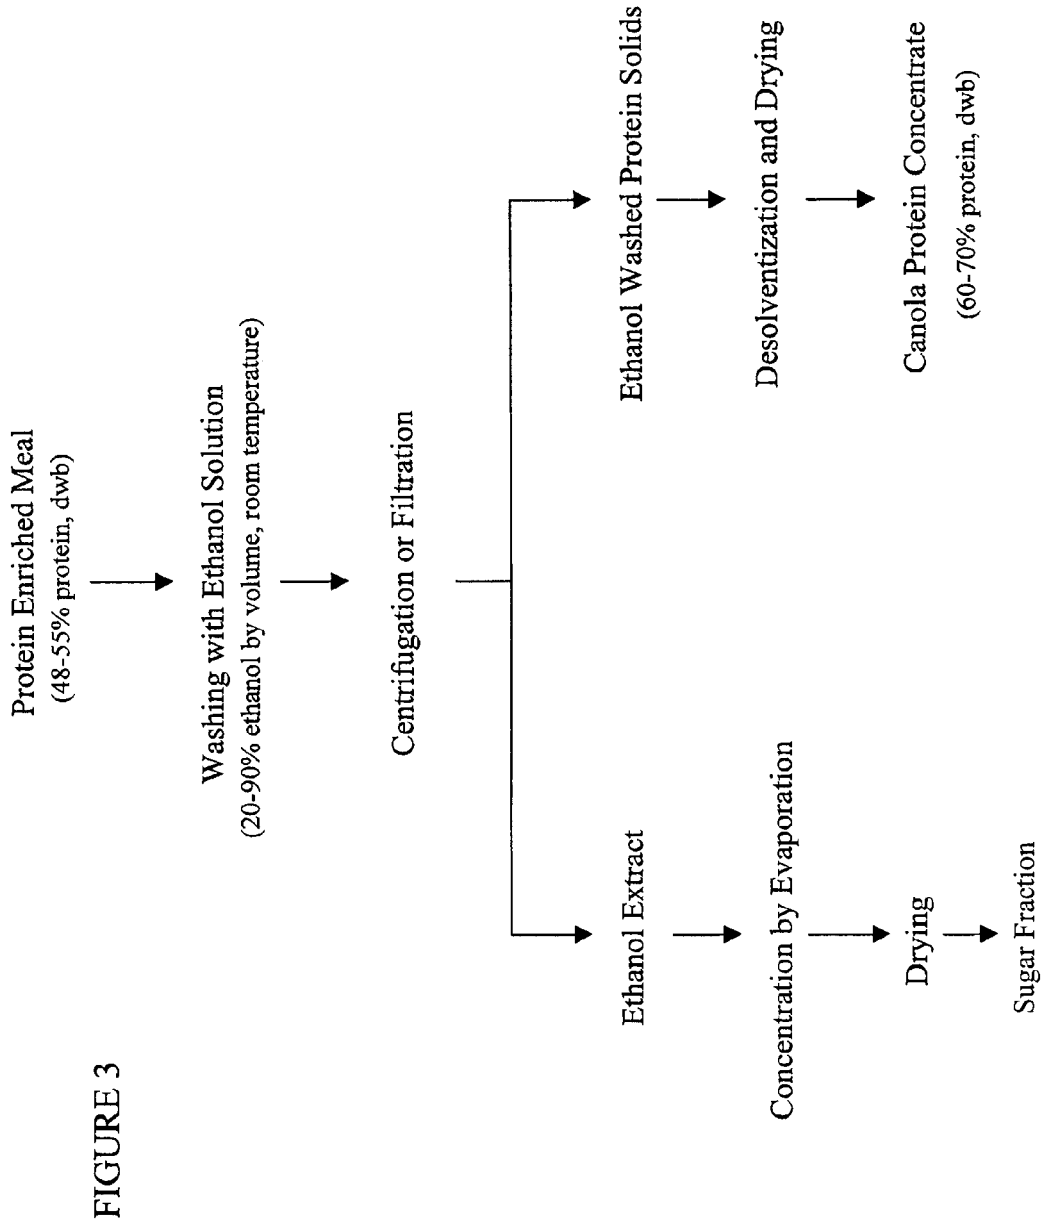 FIGURE 3
Protein Enriched Meal
(48-55% protein, dwb)
Washing with Ethanol Solution
(20-90% ethanol by volume, room temperature)
Centrifugation or Filtration
Ethanol Extract
Concentration by Evaporation
Drying
Sugar Fraction
Ethanol Washed Protein Solids
Desolventization and Drying
Canola Protein Concentrate
(60-70% protein, dwb)